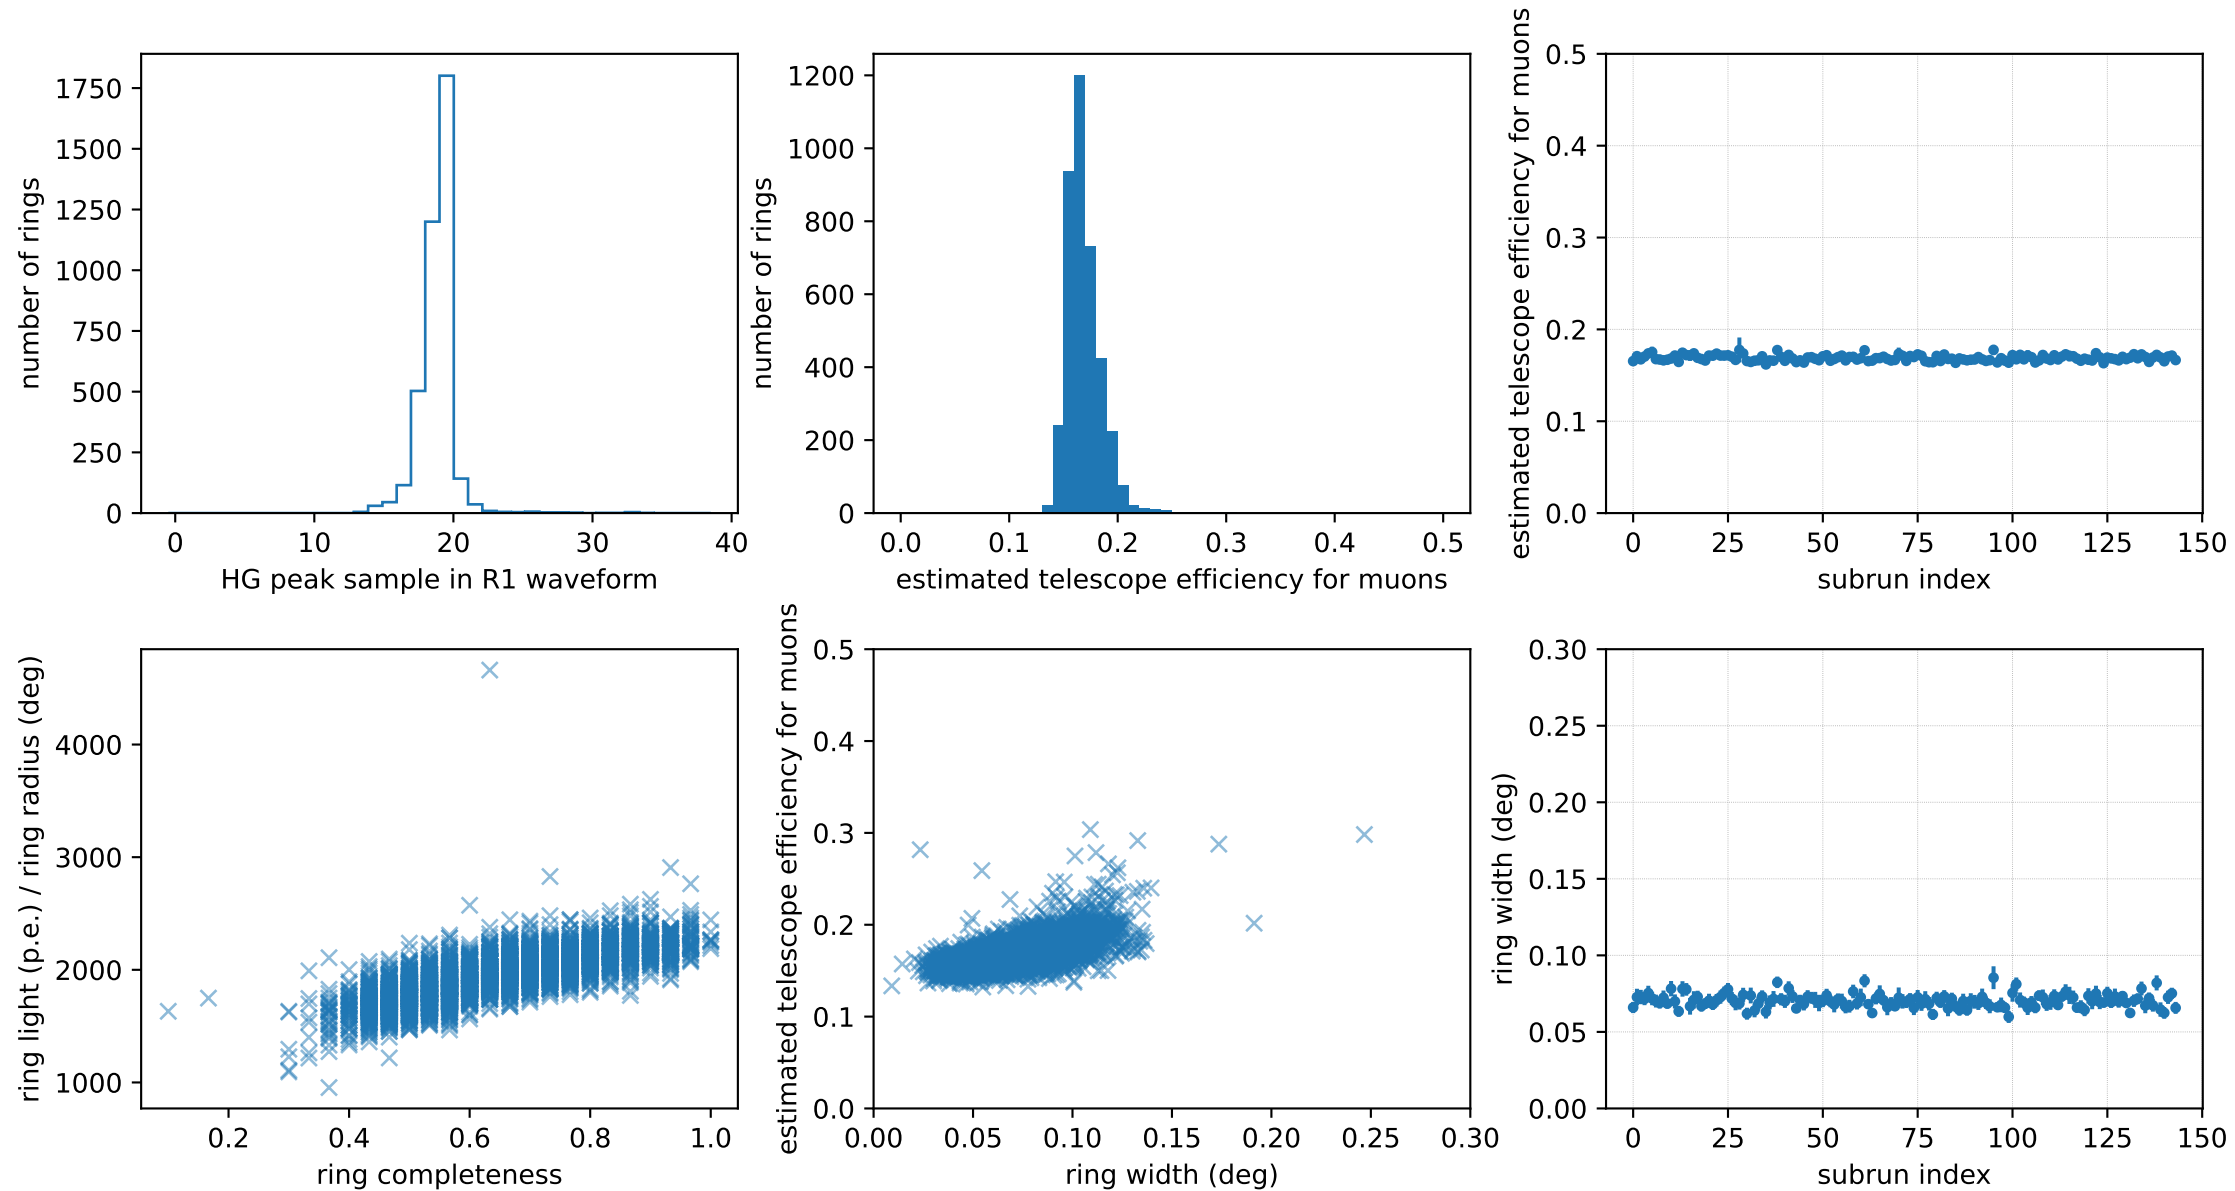 number of rings
1750
1500
1250
1000
750
500
250
0
0 10 20 30 40
HG peak sample in R1 waveform
number of rings
1200
1000
800
600
400
200
0
0.0 0.1 0.2 0.3 0.4 0.5
estimated telescope efficiency for muons
estimated telescope efficiency for muons
0.5
0.4
0.3
0.2
0.1
0.0
0 25 50 75 100 125 150
subrun index
ring light (p.e.) / ring radius (deg)
4000
3000
2000
1000
0.2 0.4 0.6 0.8 1.0
ring completeness
estimated telescope efficiency for muons
0.5
0.4
0.3
0.2
0.1
0.0
0.00 0.05 0.10 0.15 0.20 0.25 0.30
ring width (deg)
ring width (deg)
0.30
0.25
0.20
0.15
0.10
0.05
0.00
0 25 50 75 100 125 150
subrun index